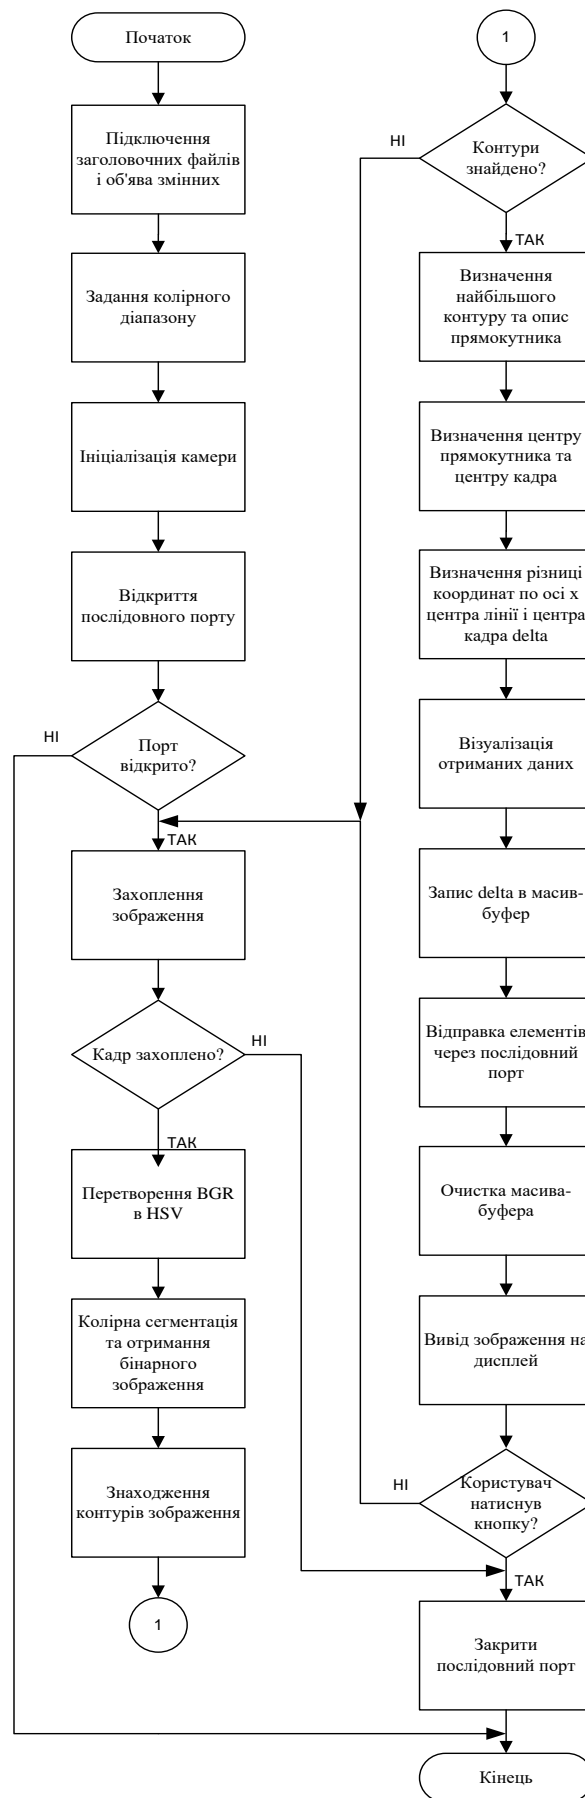 Початок
Підключення
заголовочних файлів
і об'ява змінних
Задання колірного
діапазону
Ініціалізація камери
Відкриття
послідовного порту
НІ
Порт
відкрито?
ТАК
Захоплення
зображення
Кадр захоплено?
НІ
ТАК
Перетворення BGR
в HSV
Колірна сегментація
та отримання
бінарного
зображення
Знаходження
контурів зображення
1
1
НІ
Контури
знайдено?
ТАК
Визначення
найбільшого
контуру та опис
прямокутника
Визначення центру
прямокутника та
центру кадра
Визначення різниці
координат по осі х
центра лінії і центра
кадра delta
Візуалізація
отриманих даних
Запис delta в масив-
буфер
Відправка елементів
через послідовний
порт
Очистка масива-
буфера
Вивід зображення на
дисплей
НІ
Користувач
натиснув
кнопку?
ТАК
Закрити
послідовний порт
Кінець